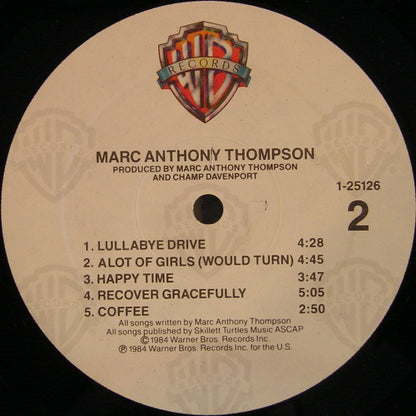 WB
RECORDS
MARC ANTHONY THOMPSON
PRODUCED BY MARC ANTHONY THOMPSON
AND CHAMP DAVENPORT
1-25126
2
1. LULLABYE DRIVE 4:28
2. ALOT OF GIRLS (WOULD TURN) 4:45
3. HAPPY TIME 3:47
4. RECOVER GRACEFULLY 5:05
5. COFFEE 2:50
All songs written by Marc Anthony Thompson
All songs published by Skillett Turtles Music ASCAP
©1984 Warner Bros. Records Inc.
℗1984 Warner Bros. Records Inc. for the U.S.